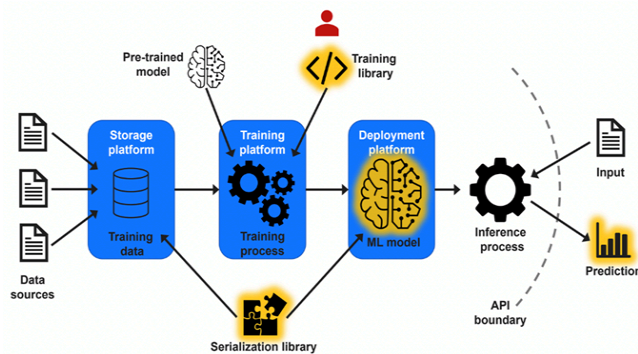 Pre-trained
model
Training
library
Storage
platform
Training
platform
Deployment
platform
Training
data
Training
process
ML model
Inference
process
Input
Prediction
Data
sources
Serialization library
API
boundary